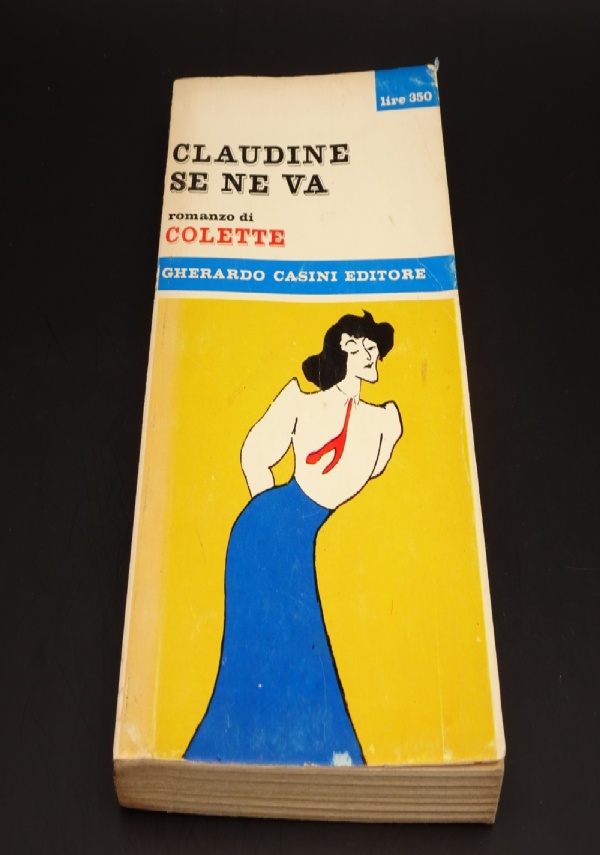 lire 350
CLAUDINE
SE NE VA
romanzo di
COLETTE
GHERARDO CASINI EDITORE